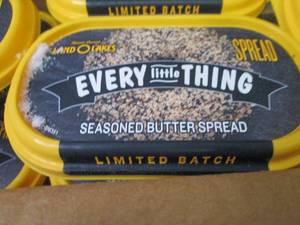 LIMITED BATCH
LAND O LAKES
SPREAD
EVERY little THING
SEASONED BUTTER SPREAD
LIMITED BATCH